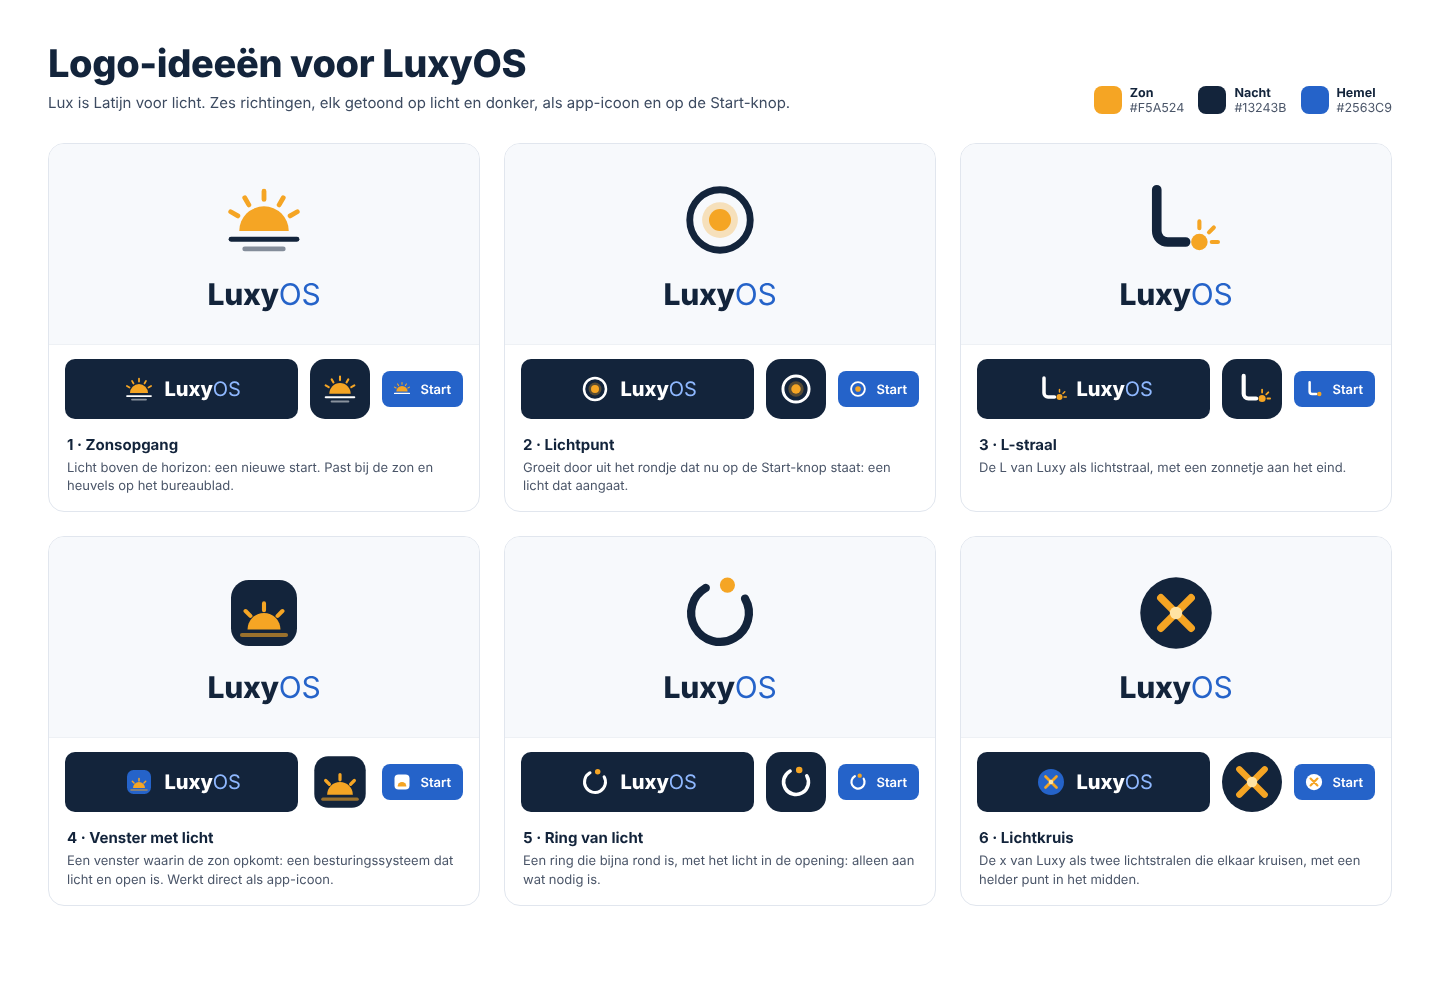 Logo-ideeën voor LuxyOS
Lux is Latijn voor licht. Zes richtingen, elk getoond op licht en donker, als app-icoon en op de Start-knop.
Zon
#F5A524
Nacht
#13243B
Hemel
#2563C9
LuxyOS
LuxyOS
Start
1 · Zonsopgang
Licht boven de horizon: een nieuwe start. Past bij de zon en
heuvels op het bureaublad.
LuxyOS
LuxyOS
Start
2 · Lichtpunt
Groeit door uit het rondje dat nu op de Start-knop staat: een
licht dat aangaat.
LuxyOS
LuxyOS
Start
3 · L-straal
De L van Luxy als lichtstraal, met een zonnetje aan het eind.
LuxyOS
LuxyOS
Start
4 · Venster met licht
Een venster waarin de zon opkomt: een besturingssysteem dat
licht en open is. Werkt direct als app-icoon.
LuxyOS
LuxyOS
Start
5 · Ring van licht
Een ring die bijna rond is, met het licht in de opening: alleen aan
wat nodig is.
LuxyOS
LuxyOS
Start
6 · Lichtkruis
De x van Luxy als twee lichtstralen die elkaar kruisen, met een
helder punt in het midden.